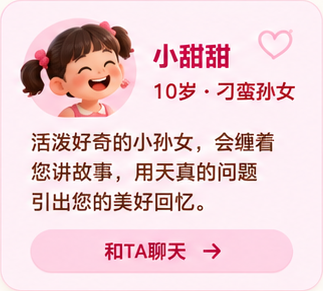 小甜甜
10岁·刁蛮孙女
活泼好奇的小孙女，会缠着
您讲故事，用天真的问题
引出您的美好回忆。
和TA聊天 →